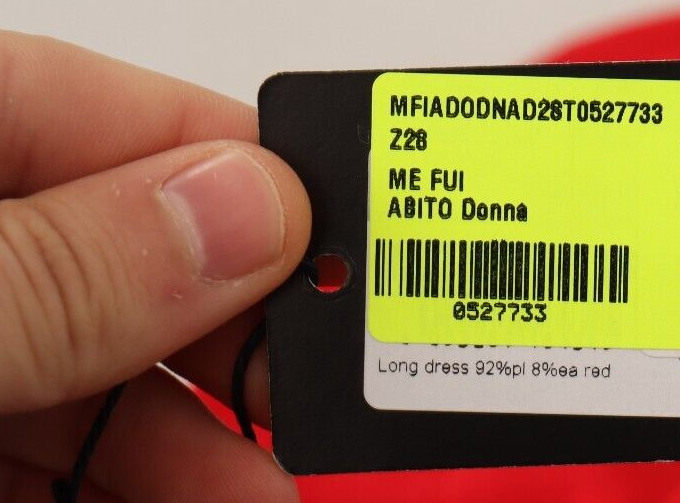 MFIADODNAD28T0527733
Z28
ME FUI
ABITO Donna
0527733
Long dress 92%pl 8%ea red